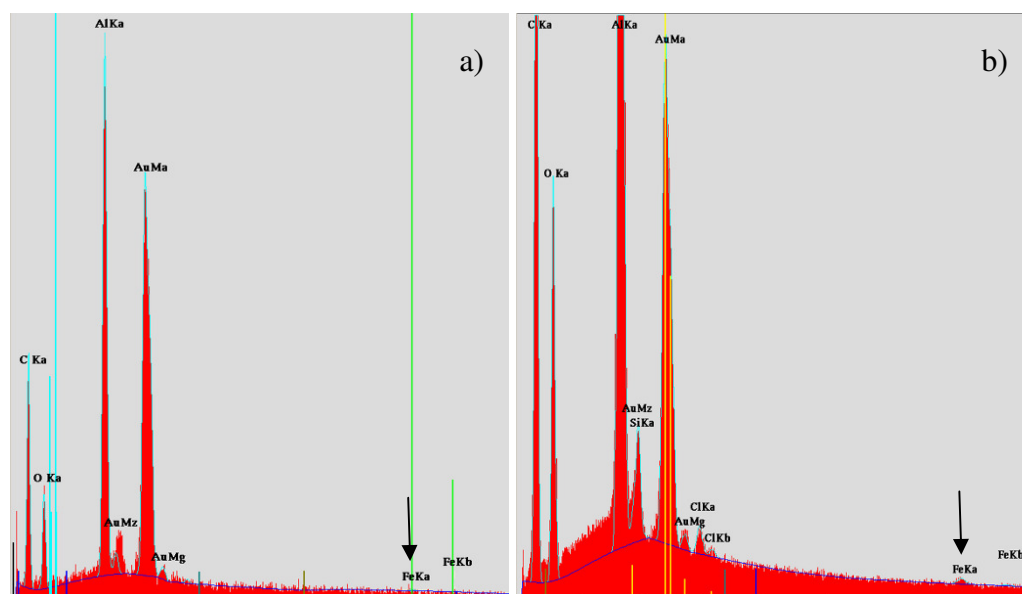 AlKa
a)
AuMa
C Ka
O Ka
AuMz
AuMg
FeKa
FeKb
C Ka
AlKa
AuMa
b)
O Ka
AuMz
SiKa
ClKa
AuMg
ClKb
FeKa
FeKb